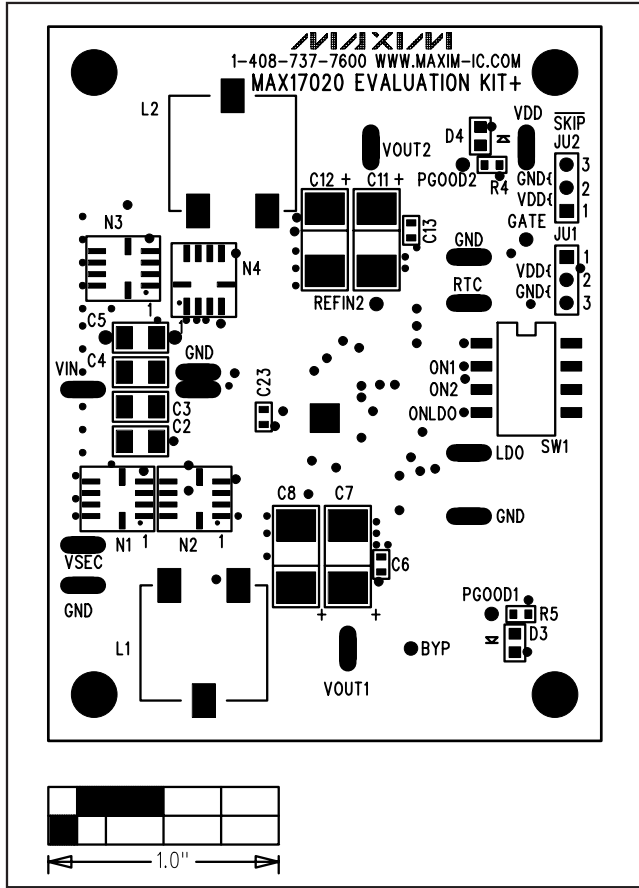 MAXIM
1-408-737-7600 WWW.MAXIM-IC.COM
MAX17020 EVALUATION KIT+
L2
VOUT2
D4
VDD
SKIP
JU2
PGOOD2
R4
GND{
VDD{
3
2
1
C12 +
C11 +
C13
GATE
N3
N4
1
1
GND
JU1
VDD{
GND{
1
2
3
RTC
REFIN2
C5
C4
GND
VIN
C3
C2
C23
ON1
ON2
ONLDO
SW1
LDO
C8
C7
GND
N1
1
N2
1
VSEC
GND
C6
+
+
PGOOD1
R5
D3
L1
BYP
VOUT1
1.0"